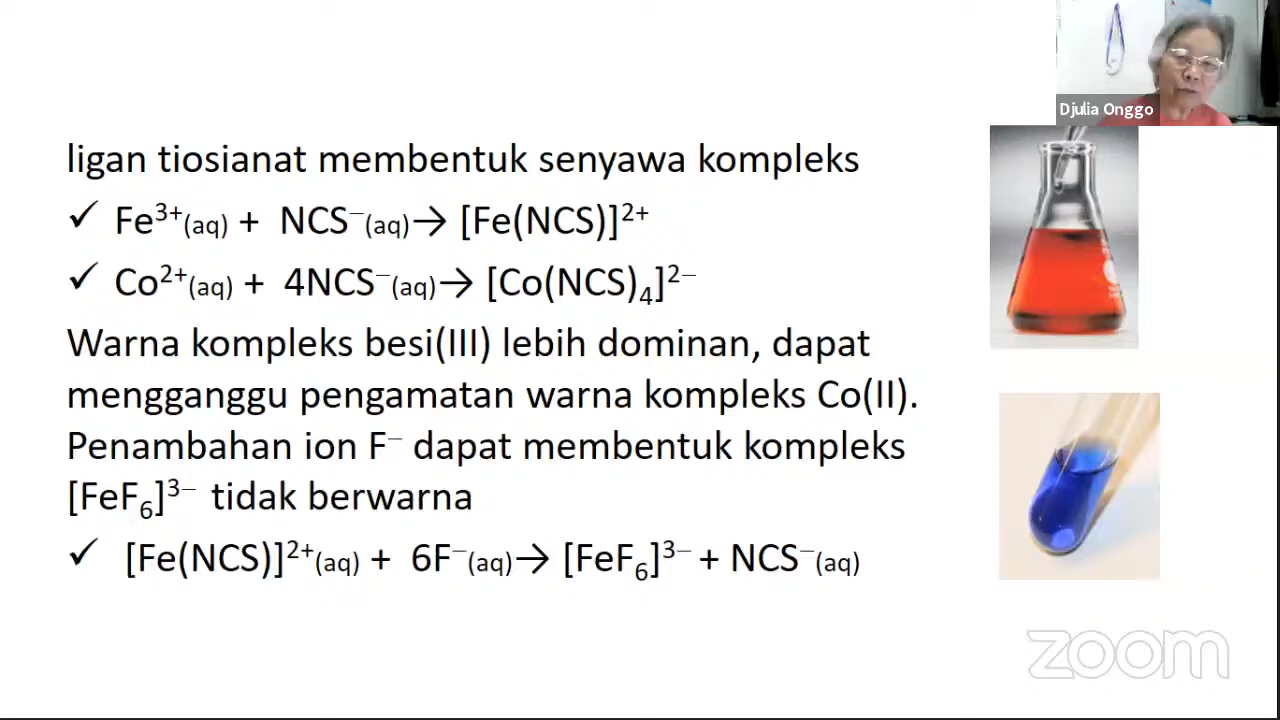 Djulia Onggo
ligan tiosianat membentuk senyawa kompleks
✓ Fe³⁺(aq) + NCS⁻(aq)→ [Fe(NCS)]²⁺
✓ Co²⁺(aq) + 4NCS⁻(aq)→ [Co(NCS)₄]²⁻
Warna kompleks besi(III) lebih dominan, dapat
mengganggu pengamatan warna kompleks Co(II).
Penambahan ion F⁻ dapat membentuk kompleks
[FeF₆]³⁻ tidak berwarna
✓ [Fe(NCS)]²⁺(aq) + 6F⁻(aq)→ [FeF₆]³⁻ + NCS⁻(aq)
zoom